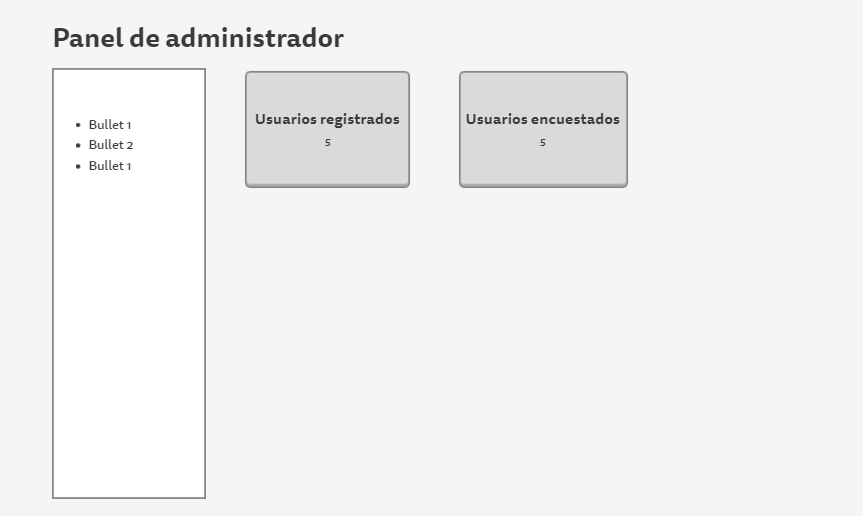 Panel de administrador
Bullet 1
Bullet 2
Bullet 1
Usuarios registrados
5
Usuarios encuestados
5